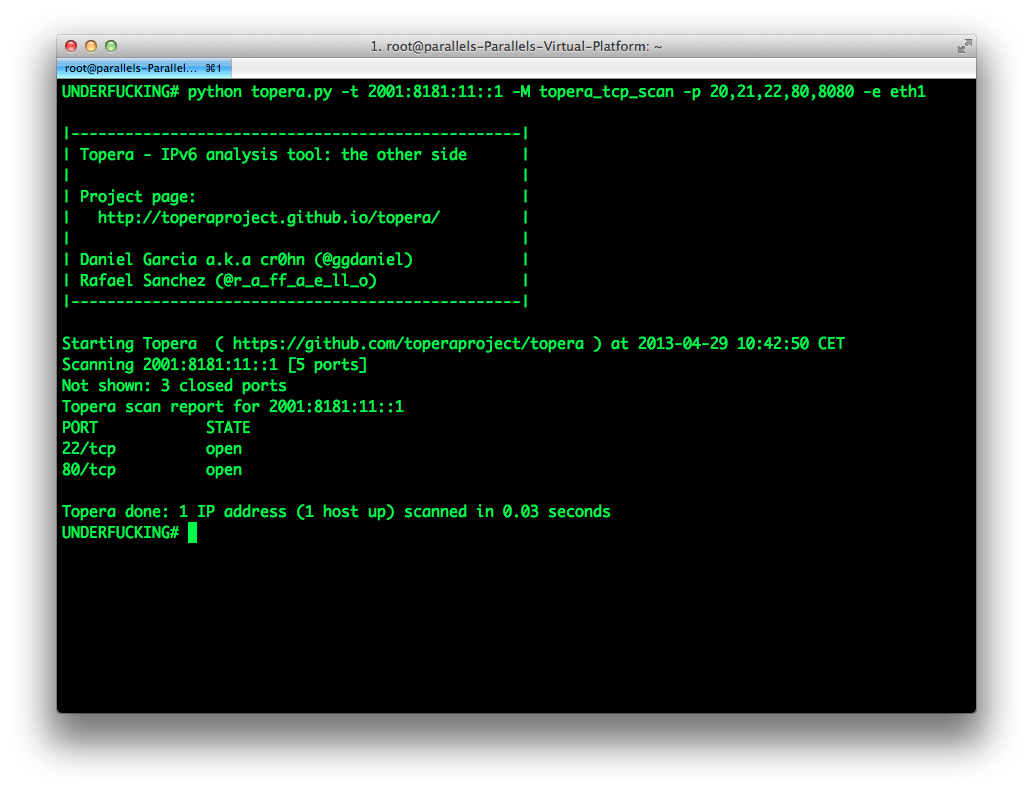 1. root@parallels-Parallels-Virtual-Platform: ~
root@parallels-Parallel... ⌘1
UNDERFUCKING# python topera.py -t 2001:8181:11::1 -M topera_tcp_scan -p 20,21,22,80,8080 -e eth1
|--------------------------------------------------|
| Topera - IPv6 analysis tool: the other side      |
|                                                  |
| Project page:                                    |
|   http://toperaproject.github.io/topera/         |
|                                                  |
| Daniel Garcia a.k.a cr0hn (@ggdaniel)            |
| Rafael Sanchez (@r_a_ff_a_e_ll_o)                |
|--------------------------------------------------|
Starting Topera  ( https://github.com/toperaproject/topera ) at 2013-04-29 10:42:50 CET
Scanning 2001:8181:11::1 [5 ports]
Not shown: 3 closed ports
Topera scan report for 2001:8181:11::1
PORT            STATE
22/tcp          open
80/tcp          open
Topera done: 1 IP address (1 host up) scanned in 0.03 seconds
UNDERFUCKING#